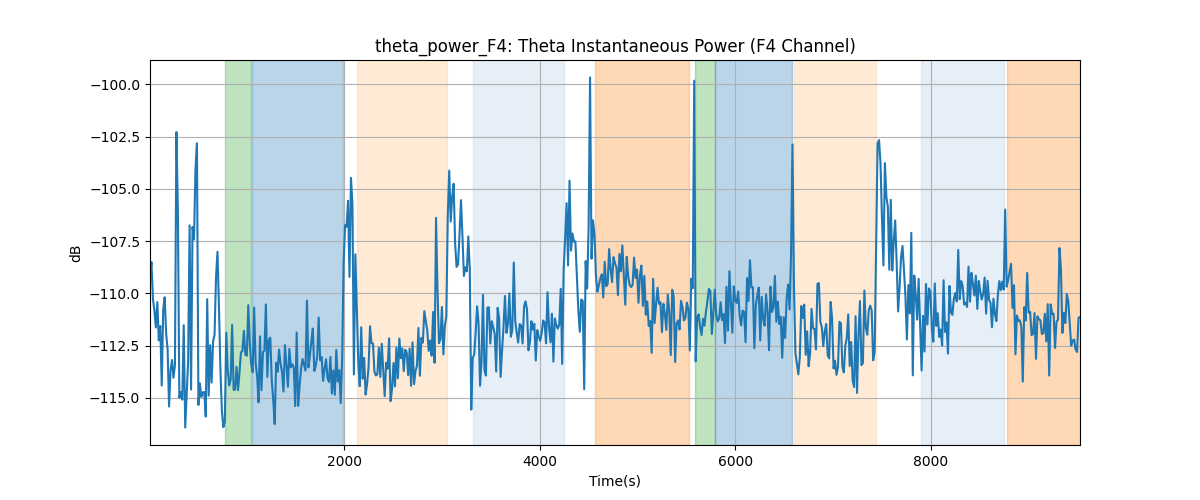 theta_power_F4: Theta Instantaneous Power (F4 Channel)
−100.0
−102.5
−105.0
−107.5
−110.0
−112.5
−115.0
dB
2000 4000 6000 8000
Time(s)